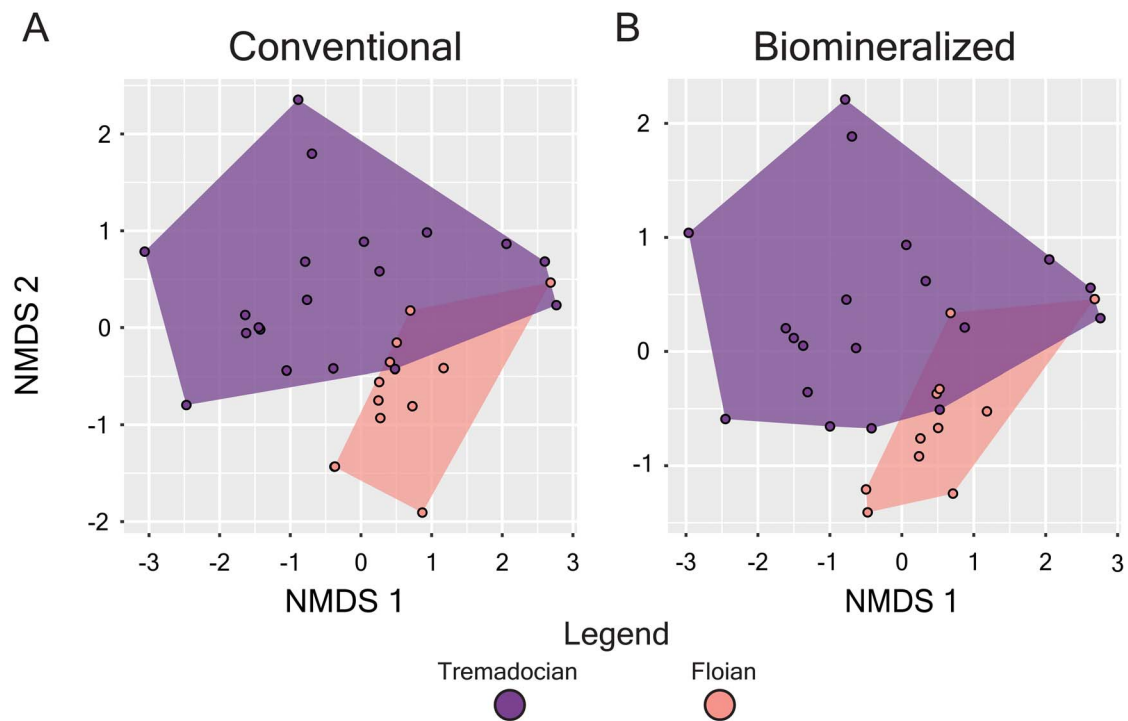 A
Conventional
B
Biomineralized
NMDS 2
2
1
0
-1
-2
2
1
0
-1
-3 -2 -1 0 1 2 3
-3 -2 -1 0 1 2 3
NMDS 1
NMDS 1
Legend
Tremadocian
Floian